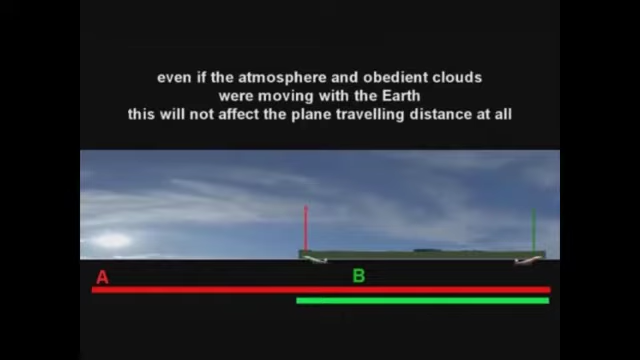 even if the atmosphere and obedient clouds
were moving with the Earth
this will not affect the plane travelling distance at all
A
B